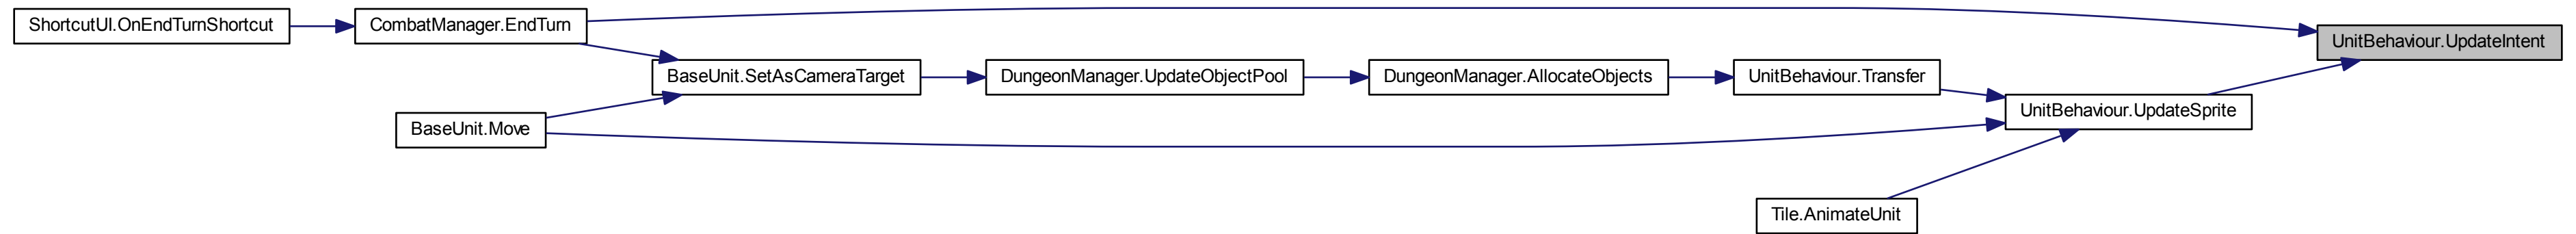 ShortcutUI.OnEndTurnShortcut
CombatManager.EndTurn
UnitBehaviour.UpdateIntent
BaseUnit.SetAsCameraTarget
DungeonManager.UpdateObjectPool
DungeonManager.AllocateObjects
UnitBehaviour.Transfer
UnitBehaviour.UpdateSprite
BaseUnit.Move
Tile.AnimateUnit